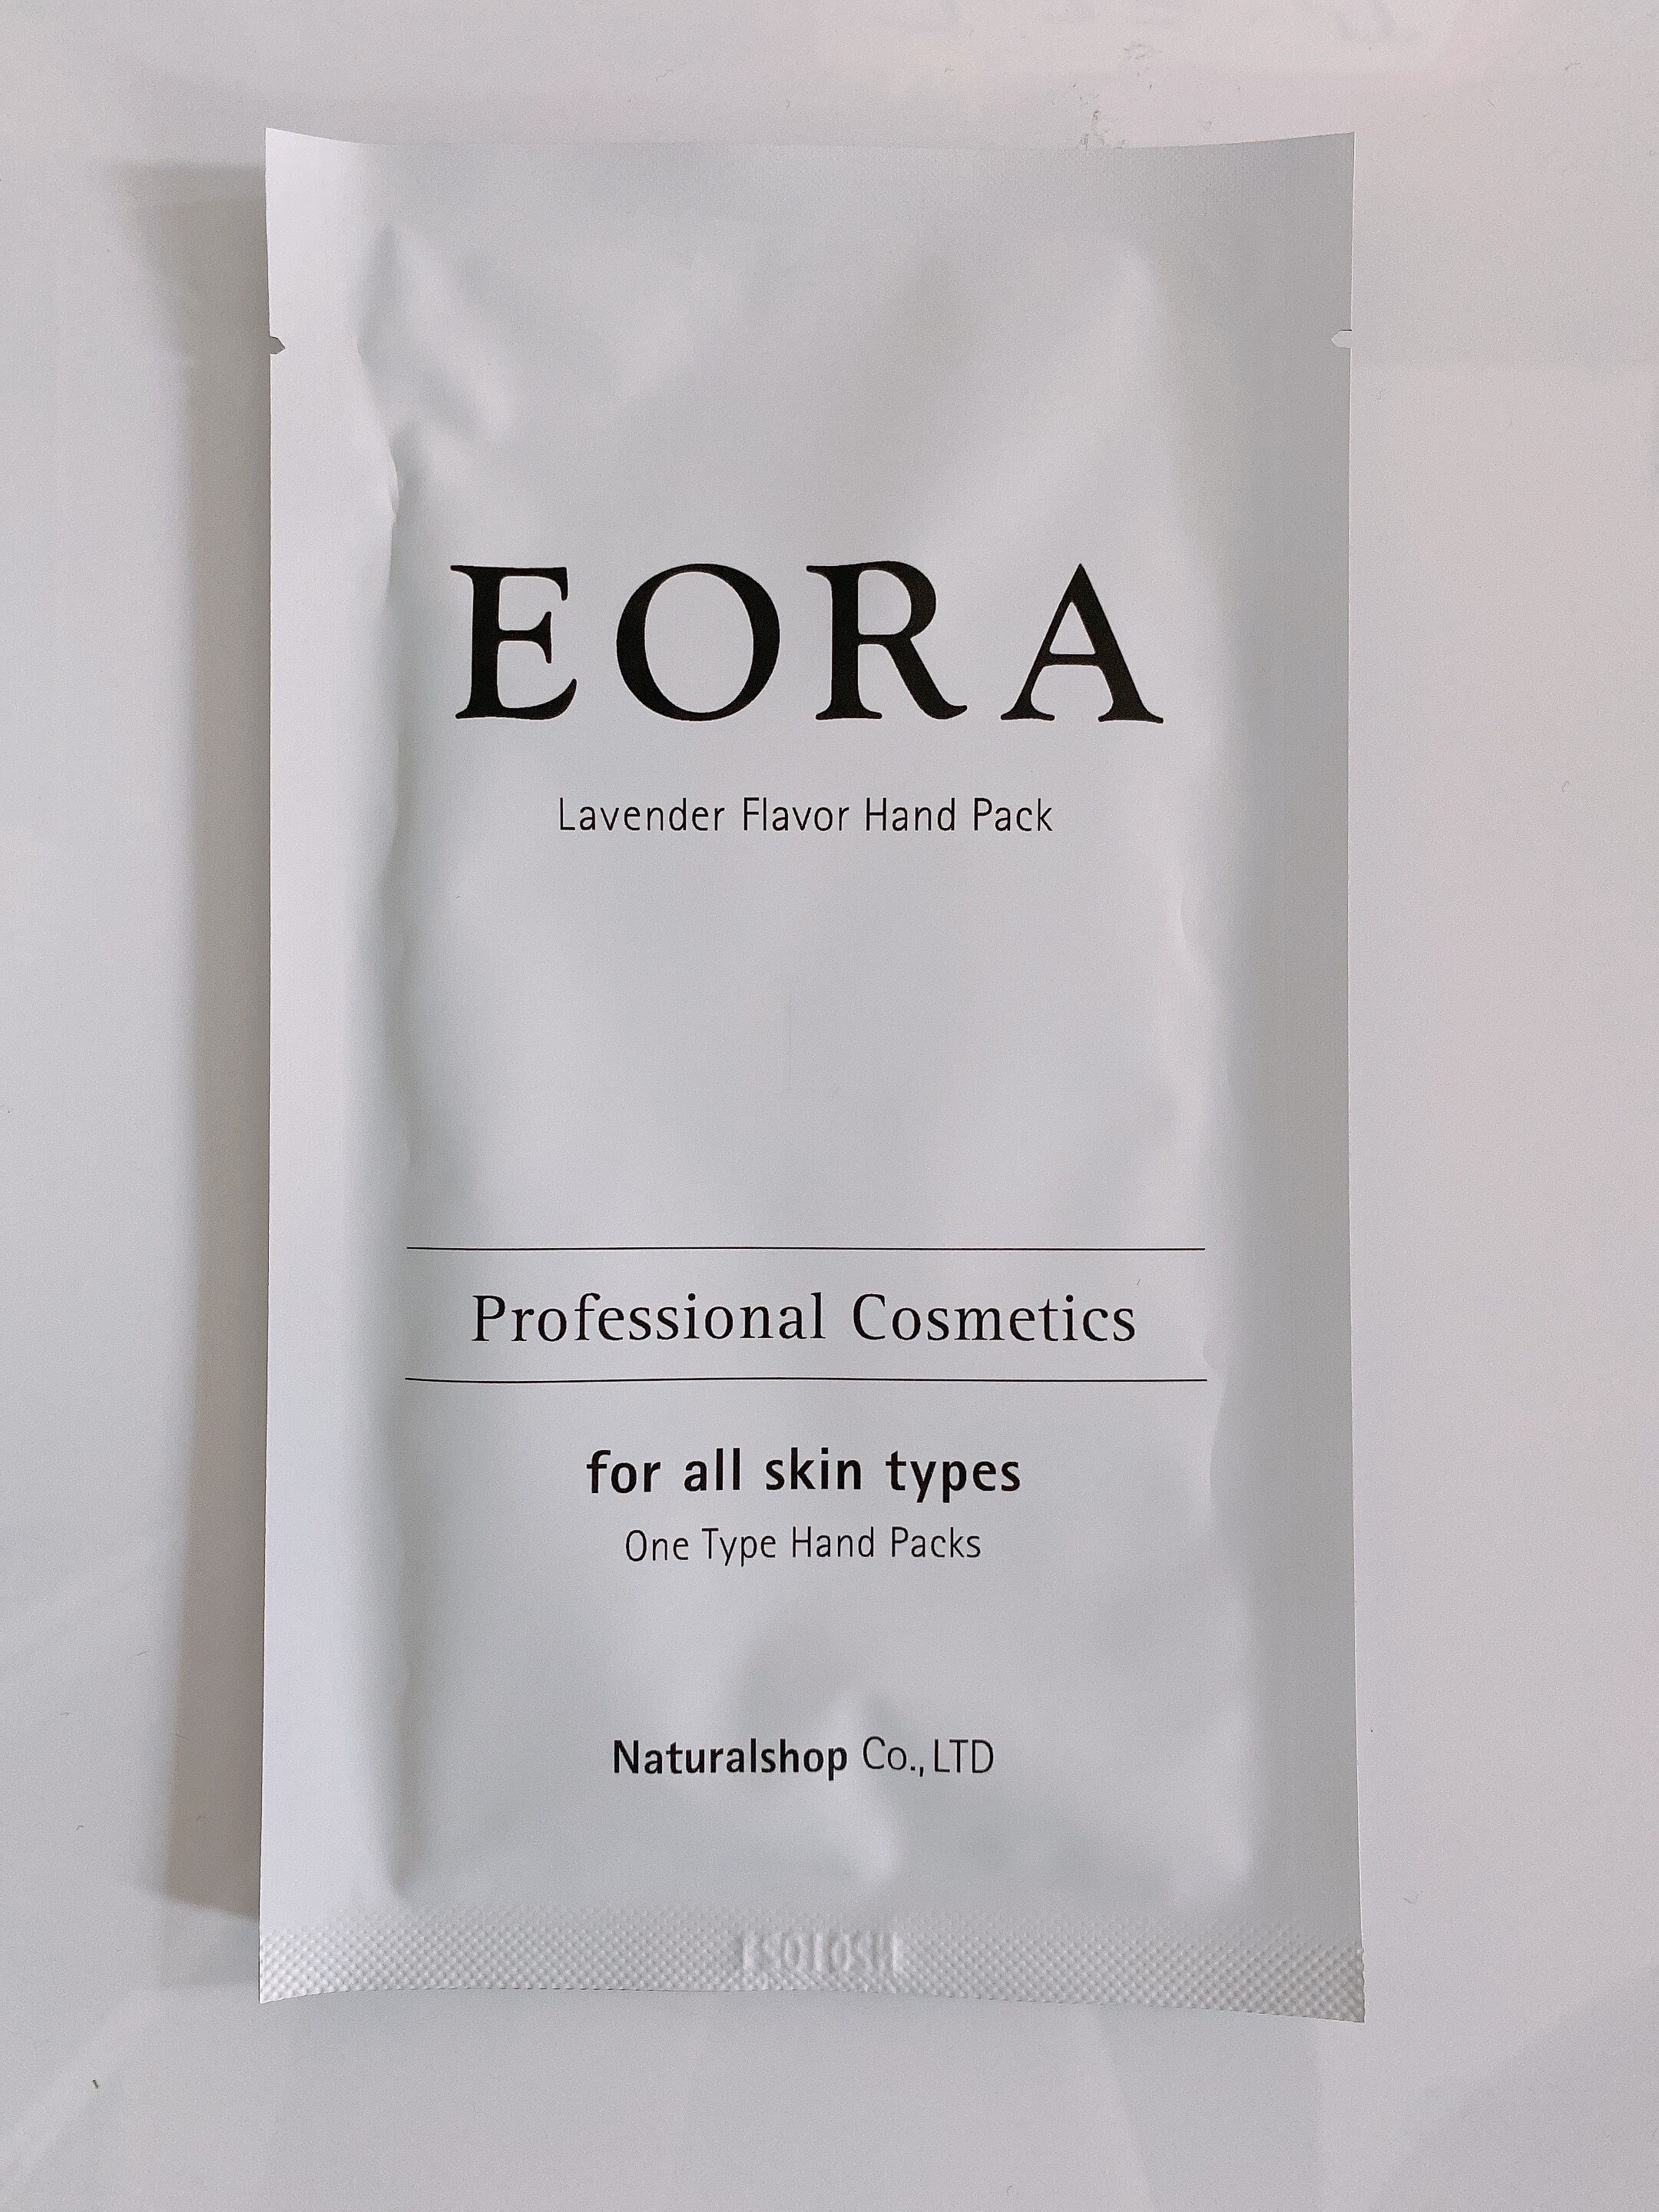 EORA
Lavender Flavor Hand Pack
Professional Cosmetics
for all skin types
One Type Hand Packs
Naturalshop Co.,LTD